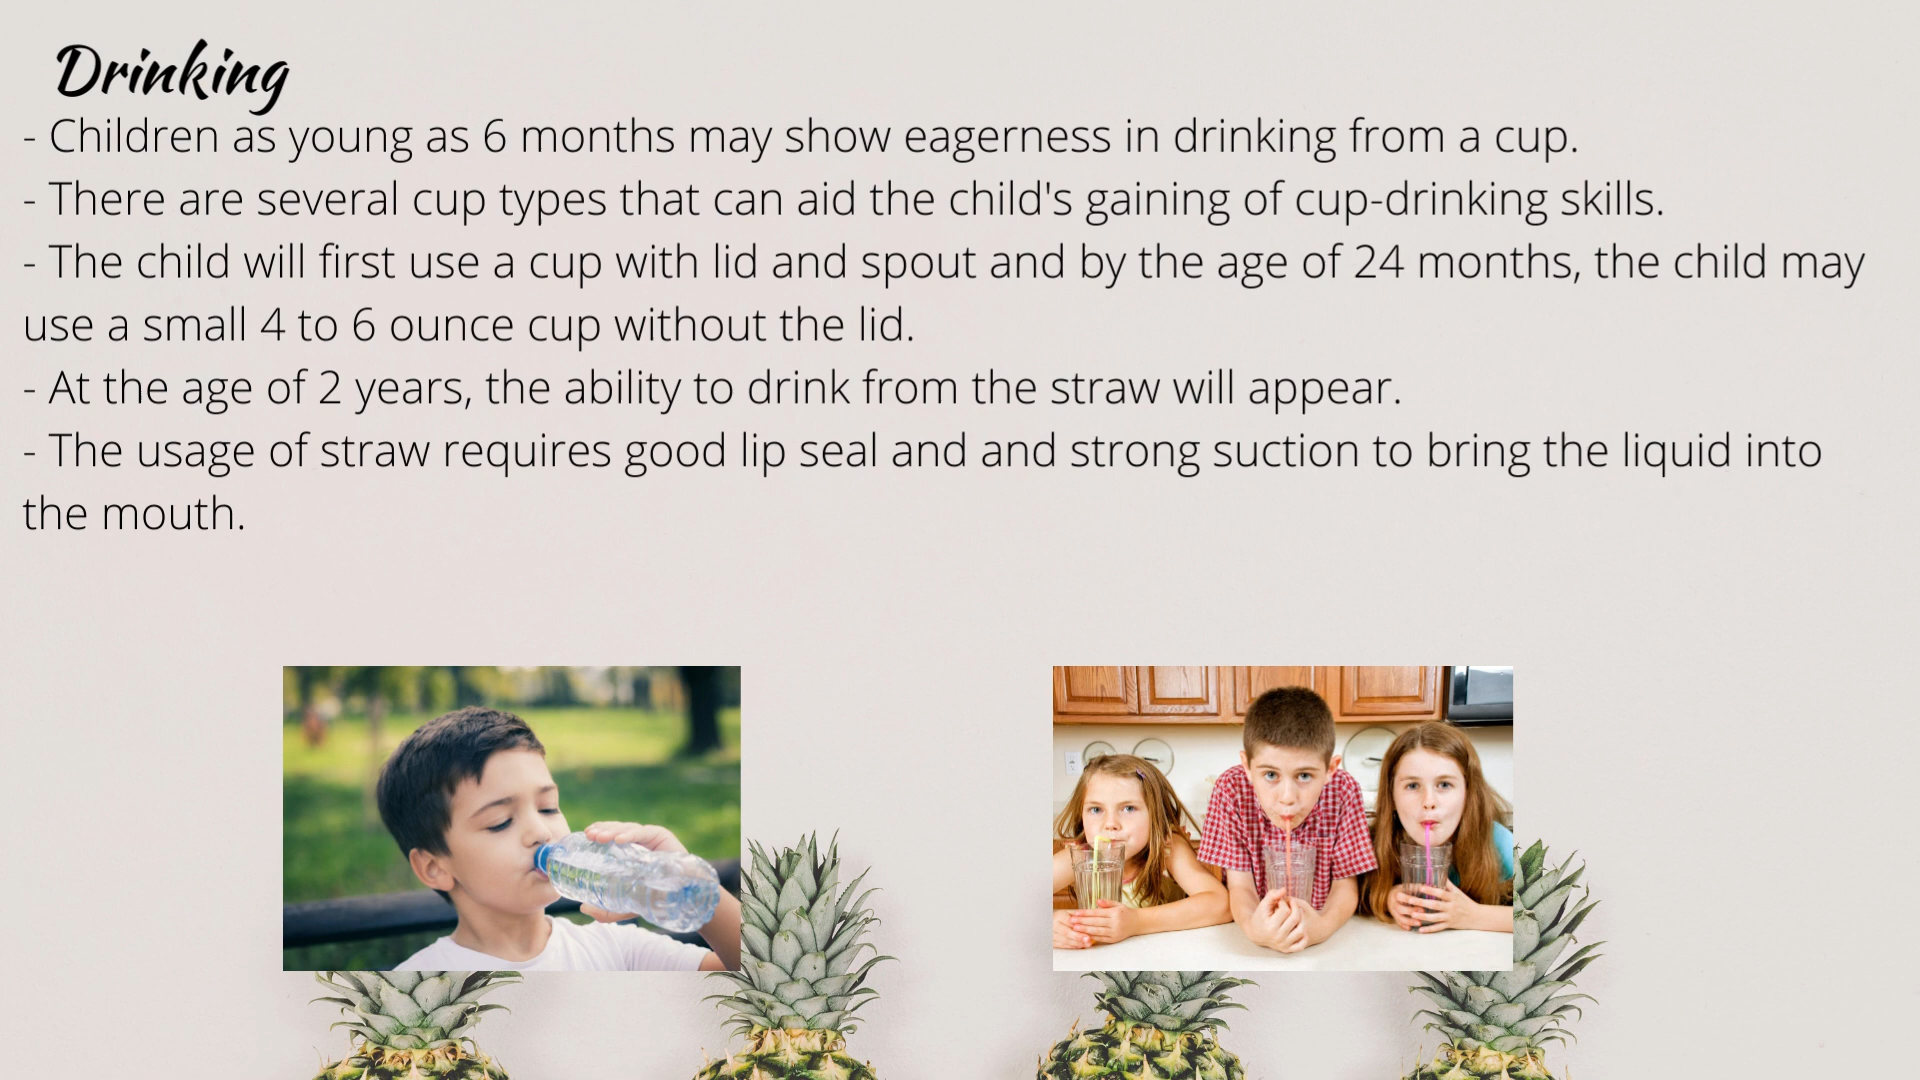 Drinking
- Children as young as 6 months may show eagerness in drinking from a cup.
- There are several cup types that can aid the child's gaining of cup-drinking skills.
- The child will first use a cup with lid and spout and by the age of 24 months, the child may
use a small 4 to 6 ounce cup without the lid.
- At the age of 2 years, the ability to drink from the straw will appear.
- The usage of straw requires good lip seal and and strong suction to bring the liquid into
the mouth.